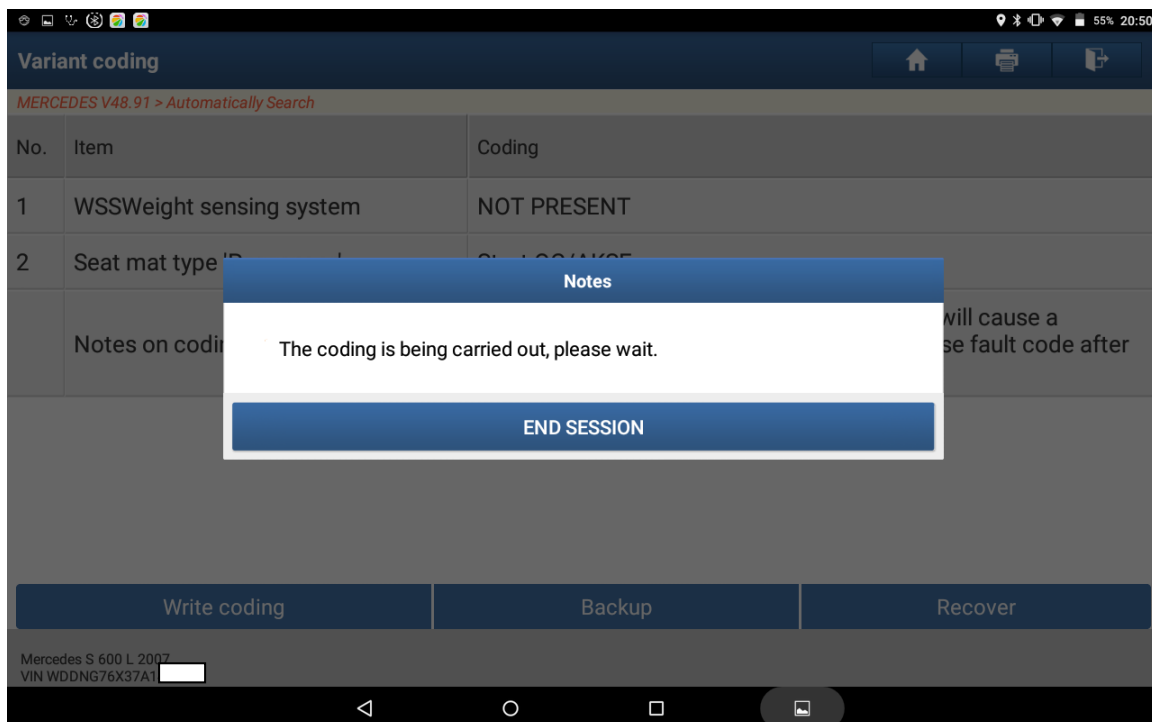 55% 20:50
Variant coding
MERCEDES V48.91 > Automatically Search
No. Item Coding
1 WSSWeight sensing system NOT PRESENT
2 Seat mat type
Notes
will cause a
Notes on se fault code after
The coding is being carried out, please wait.
END SESSION
Write coding Backup Recover
Mercedes S 600 L 2007
VIN WDDNG76X37A1